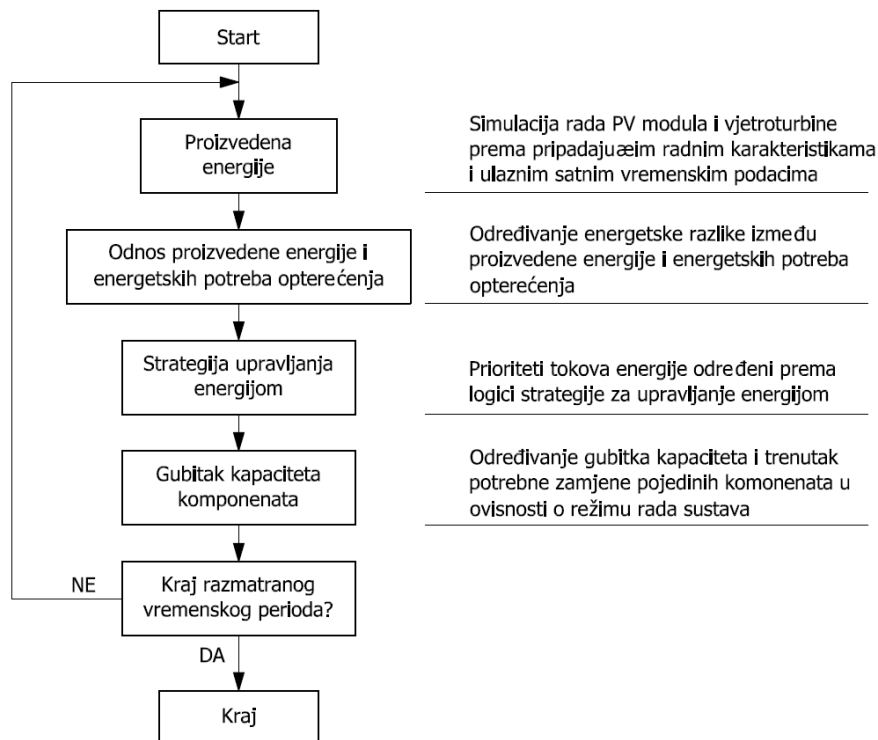 Start
Proizvedena
energije
Simulacija rada PV modula i vjetroturbine
prema pripadajuæim radnim karakteristikama
i ulaznim satnim vremenskim podacima
Odnos proizvedene energije i
energetskih potreba opterećenja
Određivanje energetske razlike između
proizvedene energije i energetskih potreba
opterećenja
Strategija upravljanja
energijom
Prioriteti tokova energije određeni prema
logici strategije za upravljanje energijom
Gubitak kapaciteta
komponenata
Određivanje gubitka kapaciteta i trenutak
potrebne zamjene pojedinih komonenata u
ovisnosti o režimu rada sustava
NE
Kraj razmatranog
vremenskog perioda?
DA
Kraj